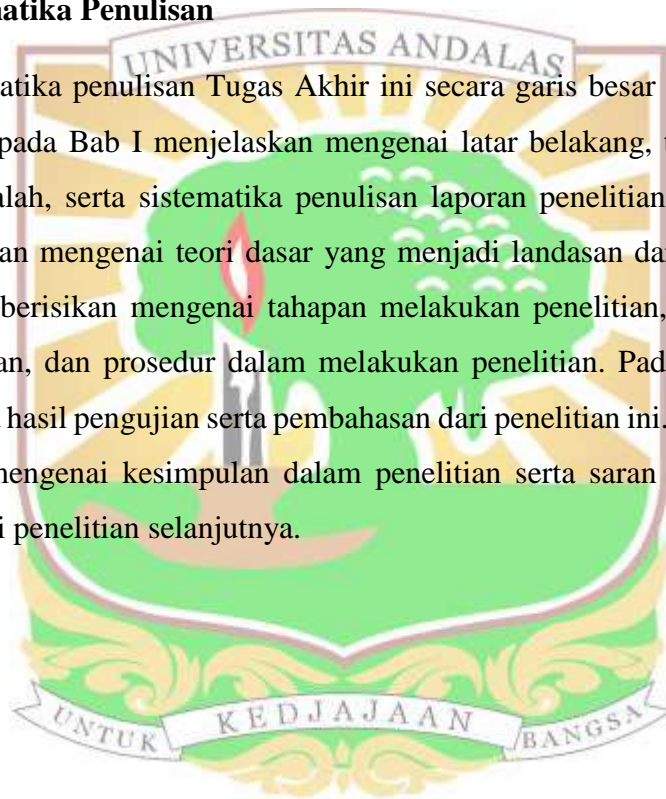 matika Penulisan
UNIVERSITAS ANDALAS
atika penulisan Tugas Akhir ini secara garis besar
pada Bab I menjelaskan mengenai latar belakang, t
alah, serta sistematika penulisan laporan penelitian
an mengenai teori dasar yang menjadi landasan dar
berisikan mengenai tahapan melakukan penelitian,
an, dan prosedur dalam melakukan penelitian. Pad
hasil pengujian serta pembahasan dari penelitian ini.
mengenai kesimpulan dalam penelitian serta saran
i penelitian selanjutnya.
UNTUK KEDJAJAAN BANGSA